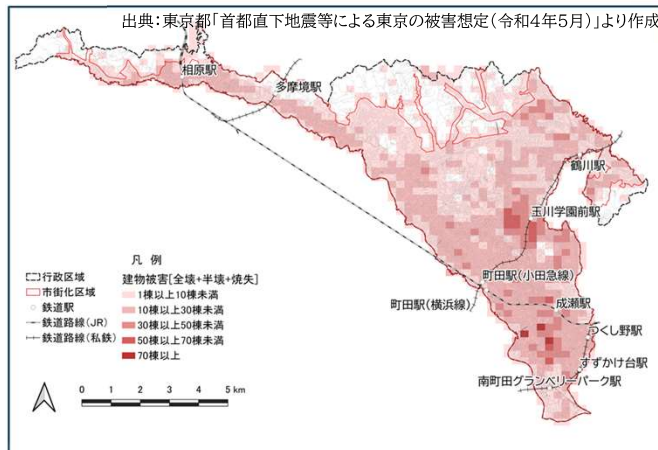 出典：東京都「首都直下地震等による東京の被害想定（令和4年5月）」より作成
相原駅
多摩境駅
鶴川駅
玉川学園前駅
町田駅（小田急線）
町田駅（横浜線）
成瀬駅
つくし野駅
すずかけ台駅
南町田グランベリーパーク駅
凡 例
行政区域
市街化区域
鉄道駅
鉄道路線（JR）
鉄道路線（私鉄）
建物被害［全壊+半壊+焼失］
1棟以上10棟未満
10棟以上30棟未満
30棟以上50棟未満
50棟以上70棟未満
70棟以上
0 1 2 3 4 5 km